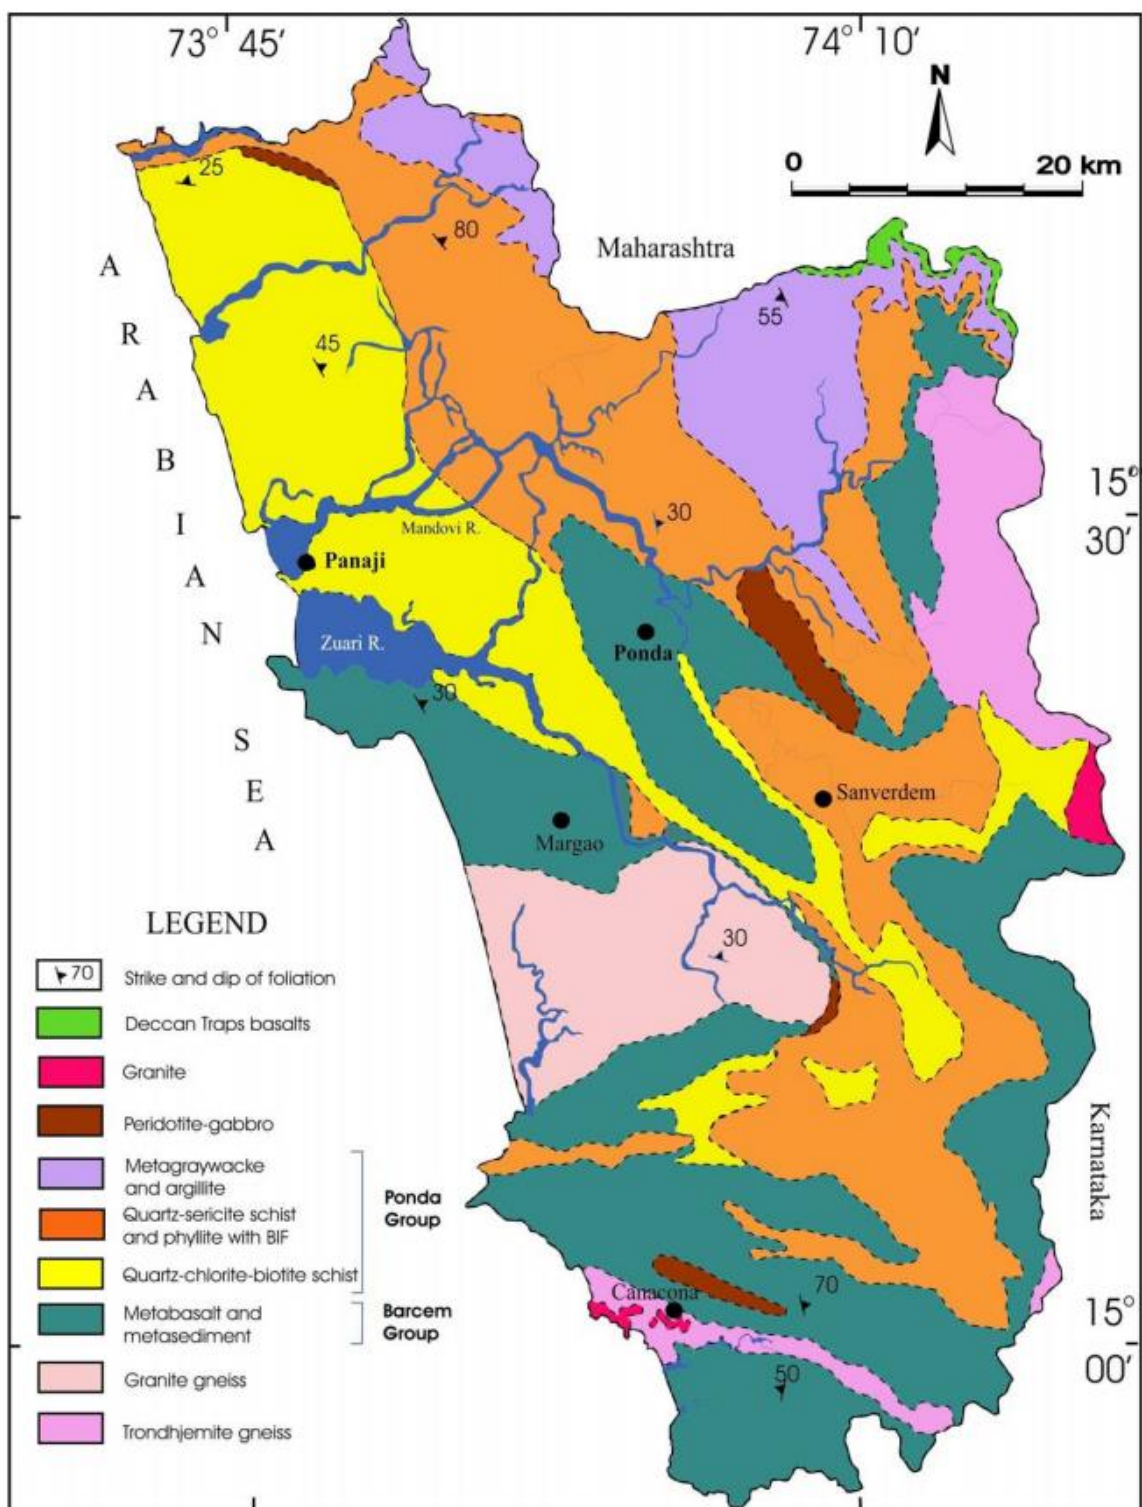 73° 45′
74° 10′
N
0 20 km
25
80
Maharashtra
55
45
ARABIAN SEA
15°
30′
30
Mandovi R.
Panaji
Zuari R.
Ponda
30
Sanverdem
Margao
30
LEGEND
70 Strike and dip of foliation
Deccan Traps basalts
Granite
Peridotite-gabbro
Metagraywacke
and argillite
Quartz-sericite schist
and phyllite with BIF
Quartz-chlorite-biotite schist
Ponda
Group
Metabasalt and
metasediment
Barcem
Group
Granite gneiss
Trondhjemite gneiss
Karnataka
Canacona
70
15°
00′
50